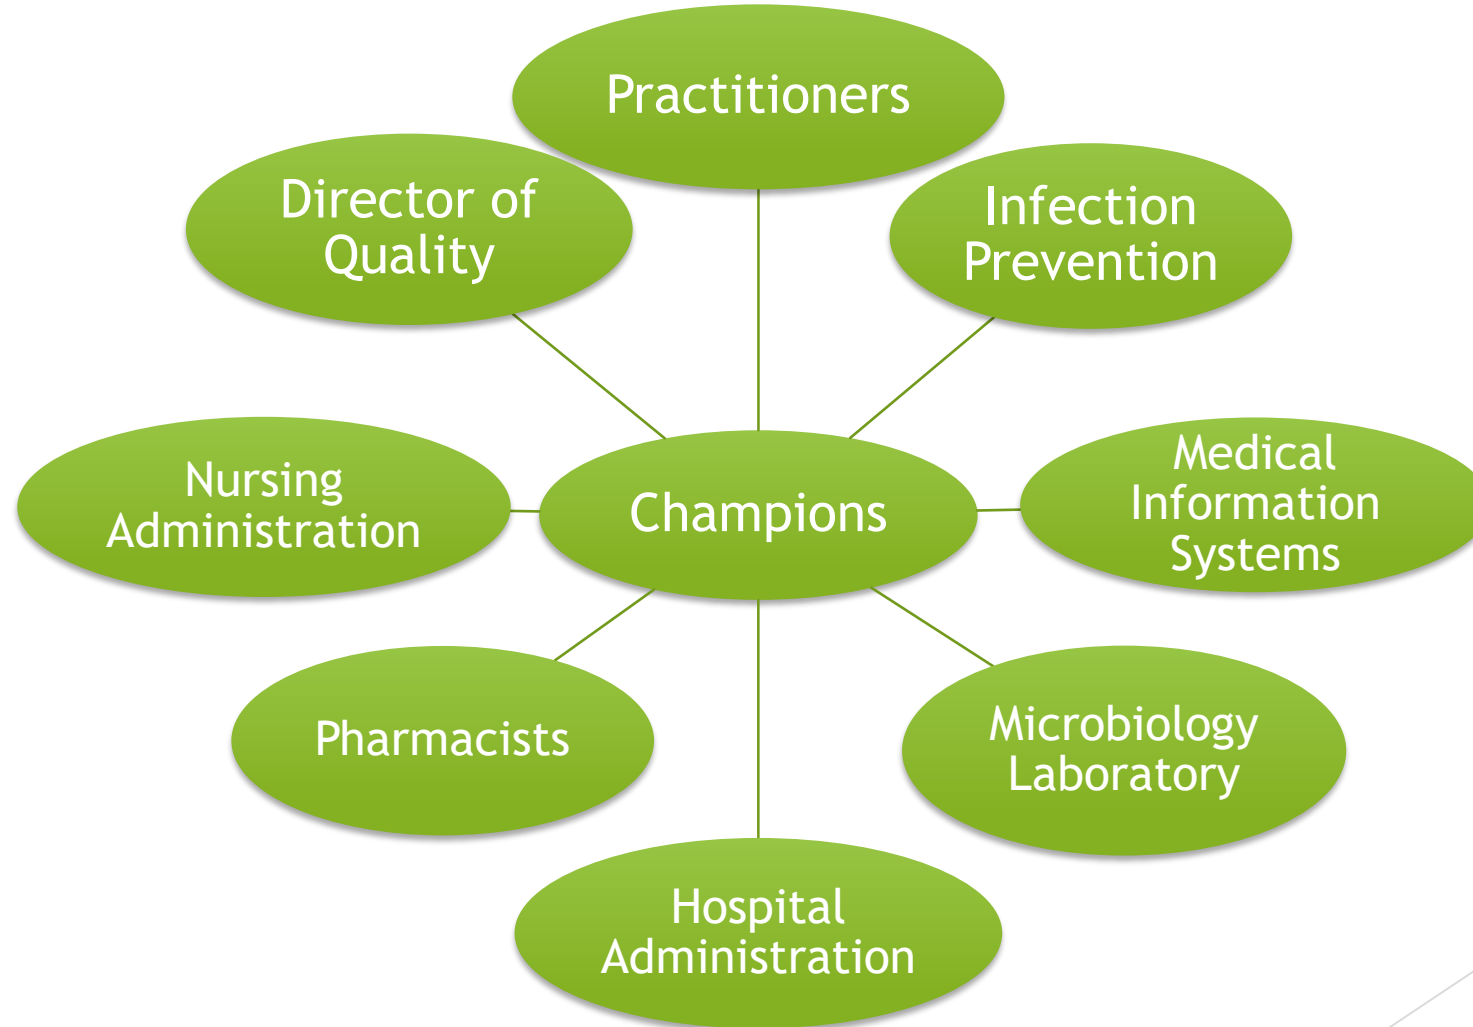 Practitioners
Director of
Quality
Infection
Prevention
Nursing
Administration
Champions
Medical
Information
Systems
Pharmacists
Microbiology
Laboratory
Hospital
Administration